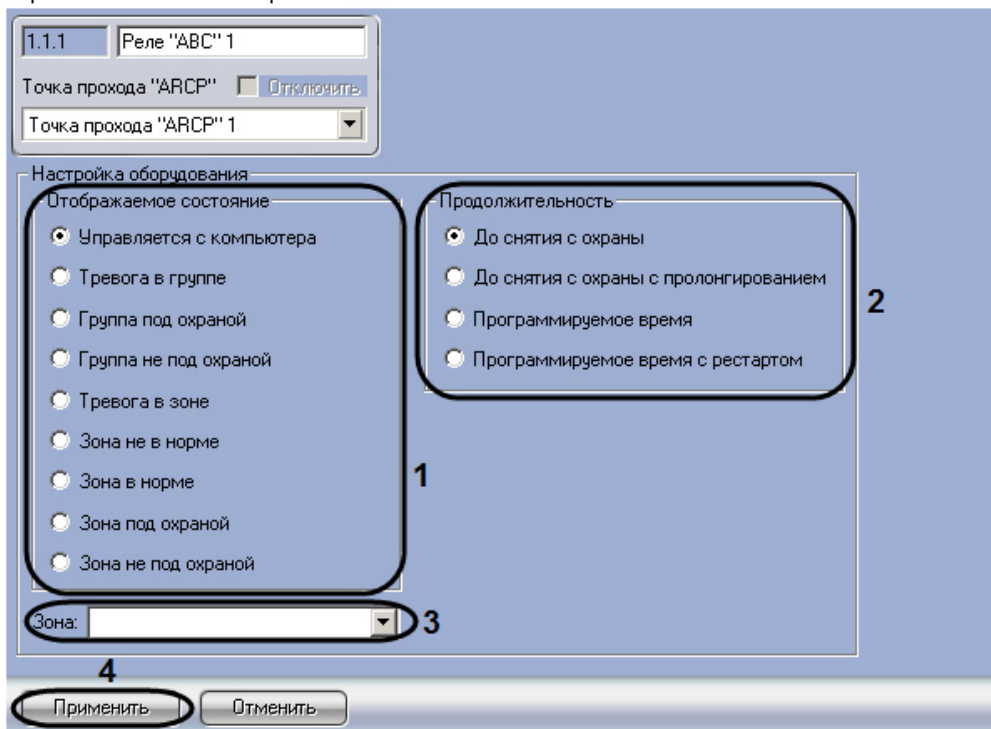 1.1.1 Реле "АВС" 1
Точка прохода "ARCP" Отключить
Точка прохода "ARCP" 1
Настройка оборудования
Отображаемое состояние
Управляется с компьютера
Тревога в группе
Группа под охраной
Группа не под охраной
Тревога в зоне
Зона не в норме
Зона в норме
Зона под охраной
Зона не под охраной
1
Продолжительность
До снятия с охраны
До снятия с охраны с пролонгированием
Программируемое время
Программируемое время с рестартом
2
Зона:
3
4
Применить Отменить